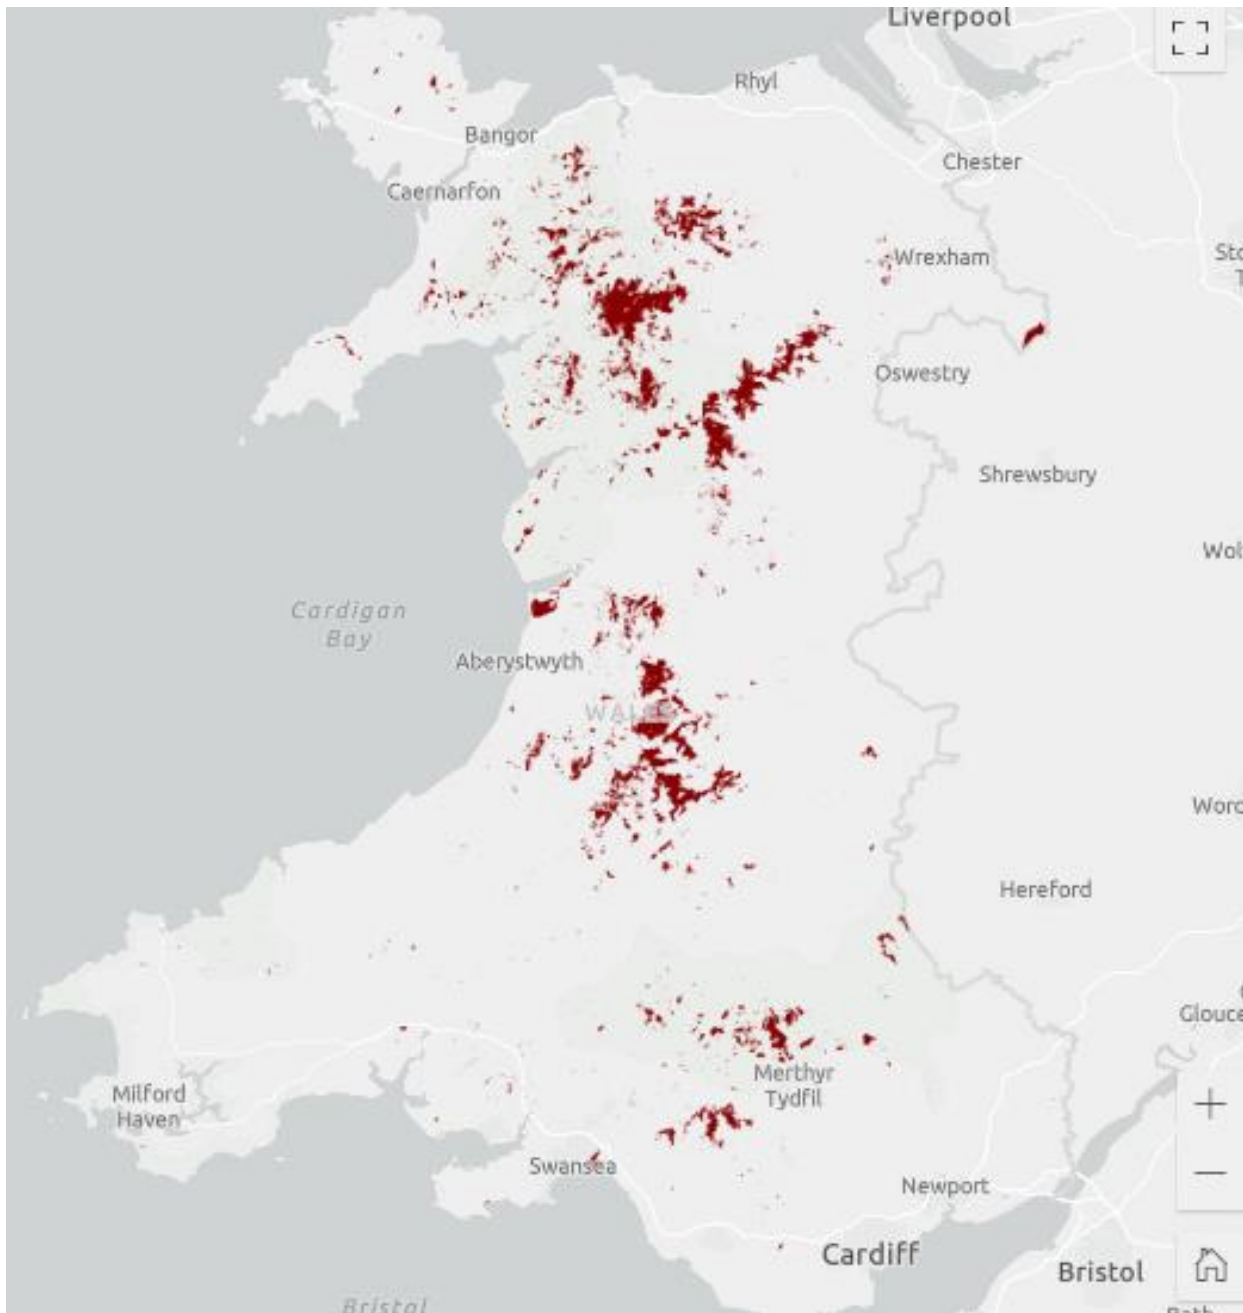 Liverpool
Rhyl
Bangor
Chester
Caernarfon
Wrexham
Oswestry
Shrewsbury
Cardigan
Bay
Aberystwyth
Hereford
Merthyr
Tydfil
Milford
Haven
Swansea
Newport
Cardiff
Bristol
Bristol